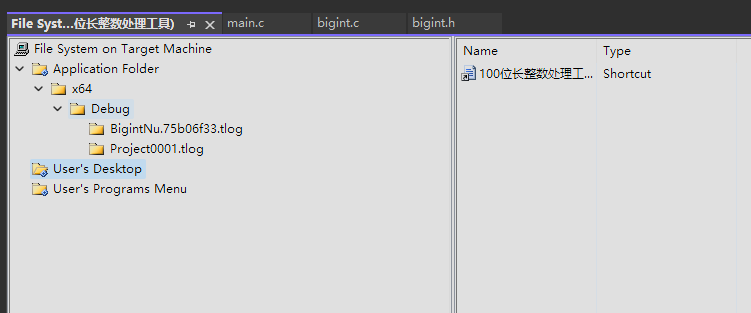 File Syst...位长整数处理工具) main.c bigint.c bigint.h
File System on Target Machine
Application Folder
x64
Debug
BigintNu.75b06f33.tlog
Project0001.tlog
User's Desktop
User's Programs Menu
Name Type
100位长整数处理工... Shortcut